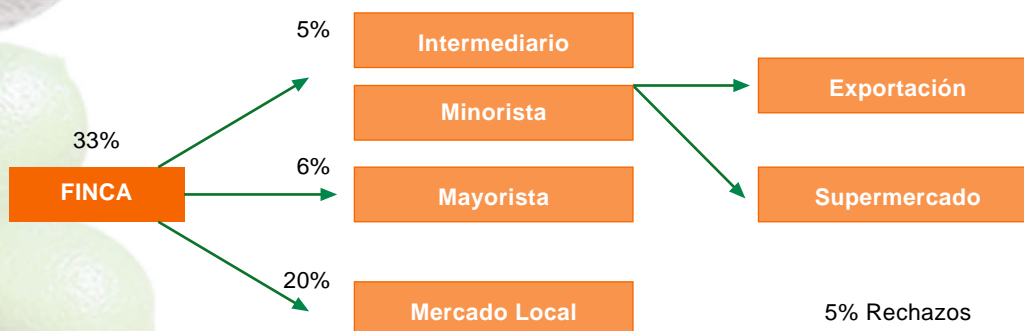 5%
Intermediario
Exportación
Minorista
33%
6%
FINCA
Mayorista
Supermercado
20%
Mercado Local
5% Rechazos